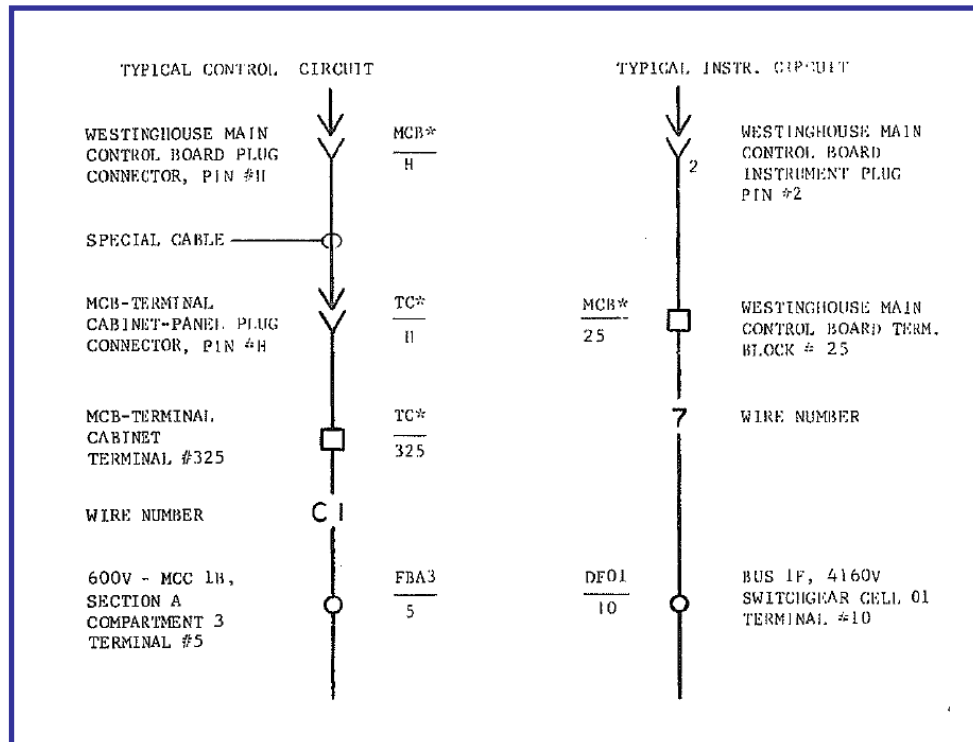 TYPICAL CONTROL CIRCUIT
WESTINGHOUSE MAIN
CONTROL BOARD PLUG
CONNECTOR, PIN #H
MCB*
H
SPECIAL CABLE
MCB-TERMINAL
CABINET-PANEL PLUG
CONNECTOR, PIN #H
TC*
H
MCB-TERMINAL
CABINET
TERMINAL #325
TC*
325
WIRE NUMBER
C1
600V - MCC 1B,
SECTION A
COMPARTMENT 3
TERMINAL #5
FBA3
5
TYPICAL INSTR. CIRCUIT
2
WESTINGHOUSE MAIN
CONTROL BOARD
INSTRUMENT PLUG
PIN #2
MCB*
25
WESTINGHOUSE MAIN
CONTROL BOARD TERM.
BLOCK # 25
7
WIRE NUMBER
DF01
10
BUS 1F, 4160V
SWITCHGEAR CELL 01
TERMINAL #10